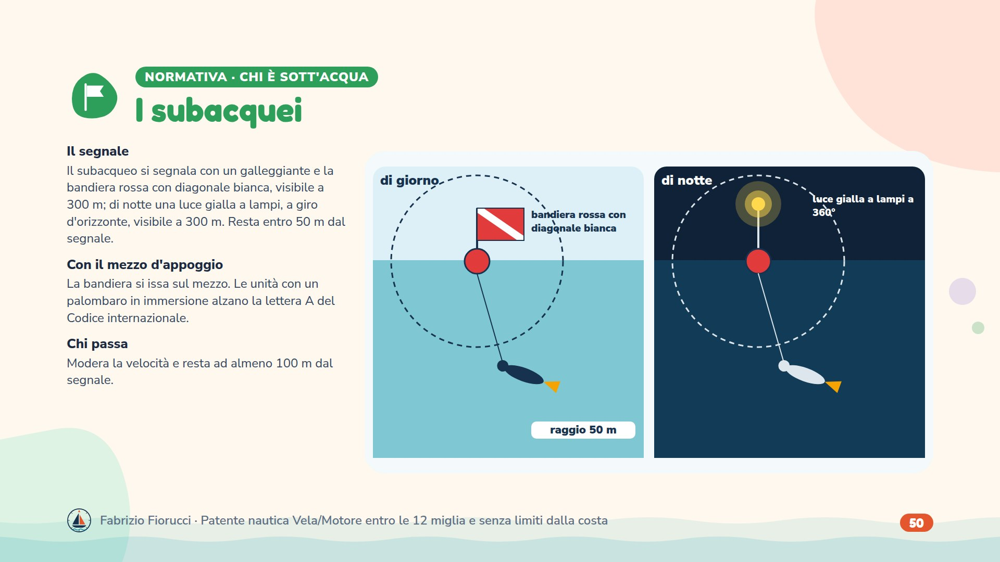 NORMATIVA · CHI È SOTT'ACQUA
I subacquei
Il segnale
Il subacqueo si segnala con un galleggiante e la
bandiera rossa con diagonale bianca, visibile a
300 m; di notte una luce gialla a lampi, a giro
d'orizzonte, visibile a 300 m. Resta entro 50 m dal
segnale.
Con il mezzo d'appoggio
La bandiera si issa sul mezzo. Le unità con un
palombaro in immersione alzano la lettera A del
Codice internazionale.
Chi passa
Modera la velocità e resta ad almeno 100 m dal
segnale.
di giorno
bandiera rossa con
diagonale bianca
raggio 50 m
di notte
luce gialla a lampi a
360°
Fabrizio Fiorucci · Patente nautica Vela/Motore entro le 12 miglia e senza limiti dalla costa
50